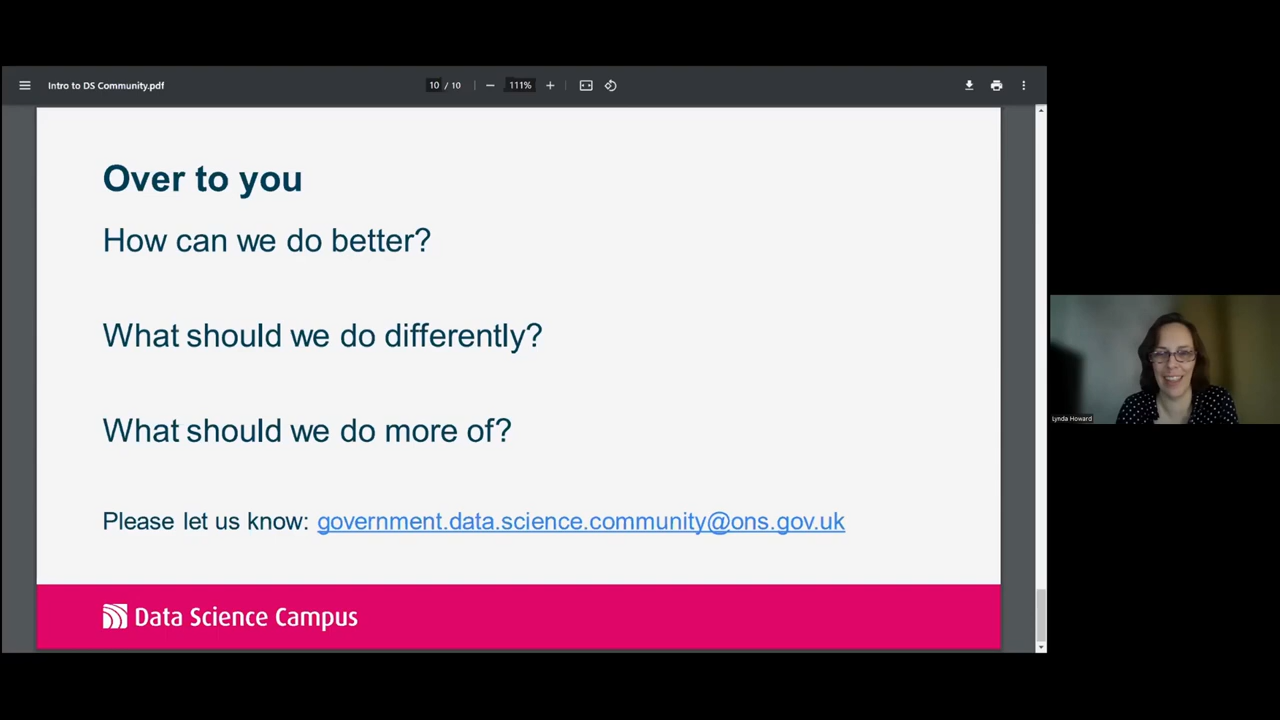 Intro to DS Community.pdf
10 / 10
111%
Over to you
How can we do better?
What should we do differently?
What should we do more of?
Please let us know: government.data.science.community@ons.gov.uk
Data Science Campus
Lynda Howard